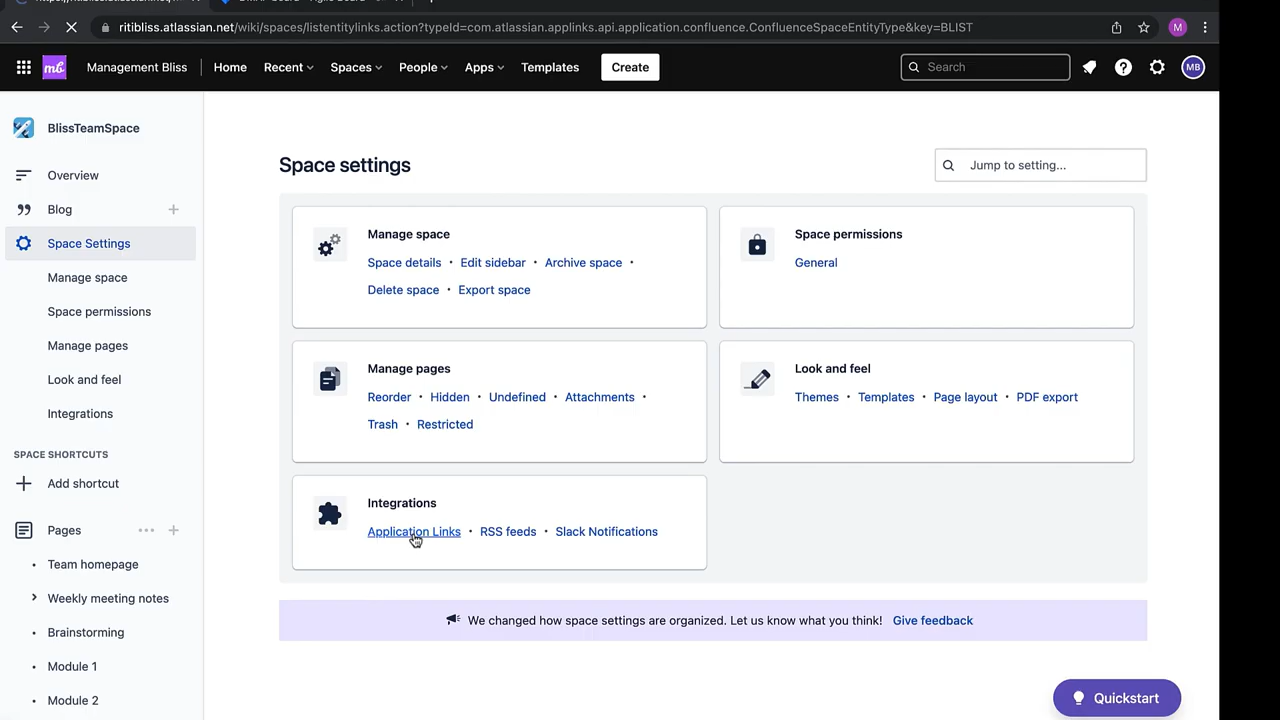 ritibliss.atlassian.net/wiki/spaces/listentitylinks.action?typeId=com.atlassian.applinks.api.application.confluence.ConfluenceSpaceEntityType&key=BLIST
M
mb
Management Bliss
Home
Recent
Spaces
People
Apps
Templates
Create
Search
MB
BlissTeamSpace
Overview
Blog
Space Settings
Manage space
Space permissions
Manage pages
Look and feel
Integrations
SPACE SHORTCUTS
Add shortcut
Pages
Team homepage
Weekly meeting notes
Brainstorming
Module 1
Module 2
Space settings
Jump to setting...
Manage space
Space details • Edit sidebar • Archive space •
Delete space • Export space
Space permissions
General
Manage pages
Reorder • Hidden • Undefined • Attachments •
Trash • Restricted
Look and feel
Themes • Templates • Page layout • PDF export
Integrations
Application Links • RSS feeds • Slack Notifications
We changed how space settings are organized. Let us know what you think! Give feedback
Quickstart